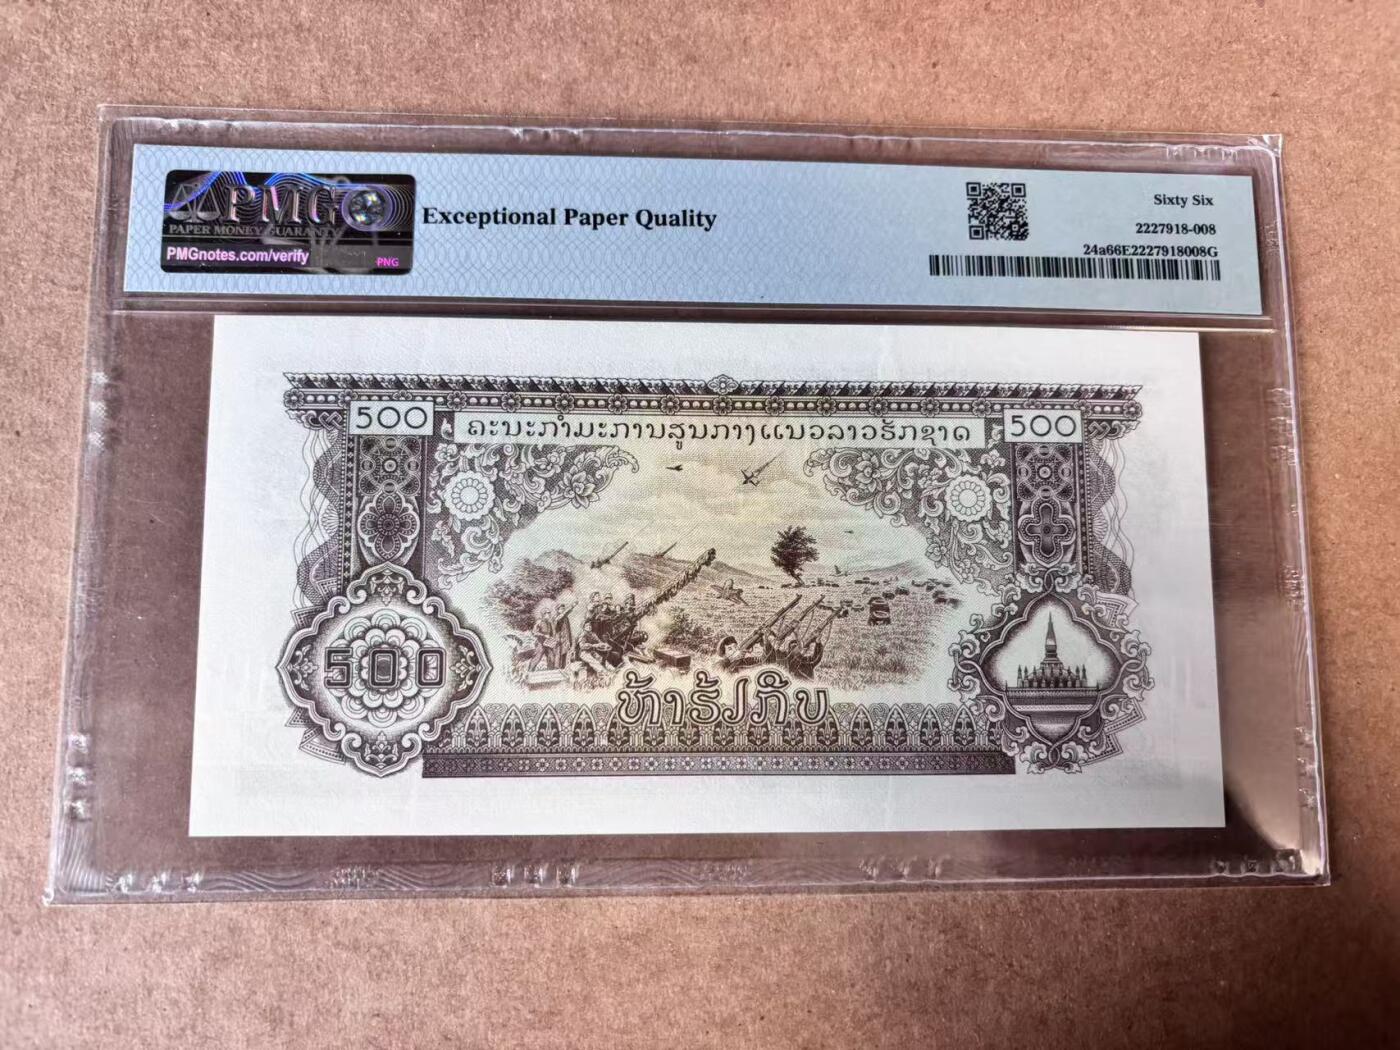 PMG
PAPER MONEY GUARANTY
PMGnotes.com/verify
PNG
Exceptional Paper Quality
Sixty Six
2227918-008
24a66E2227918008G
500
ຄະນະກຳມະການສູນກາງແນວລາວຮັກຊາດ
500
500
ຫ້າຮ້ຽກີບ